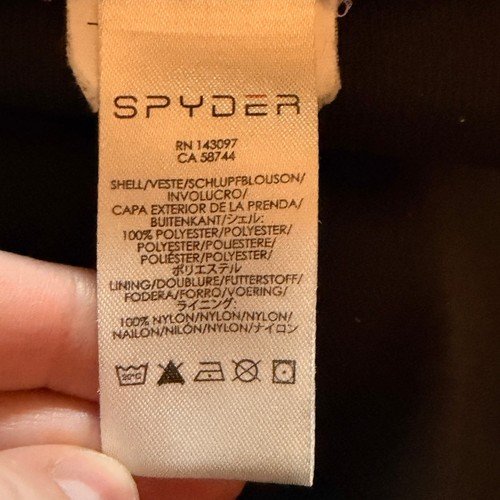 SPYDER
RN 143097
CA 58744
SHELL/VESTE/SCHLUPFBLOUSON/
INVOLUCRO/
CAPA EXTERIOR DE LA PRENDA/
BUITENKANT/シェル:
100% POLYESTER/POLYESTER/
POLYESTER/POLIESTERE/
POLIÉSTER/POLYESTER/
ポリエステル
LINING/DOUBLURE/FUTTERSTOFF/
FODERA/FORRO/VOERING/
ライニング:
100% NYLON/NYLON/NYLON/
NAILON/NILÓN/NYLON/ナイロン
30°C